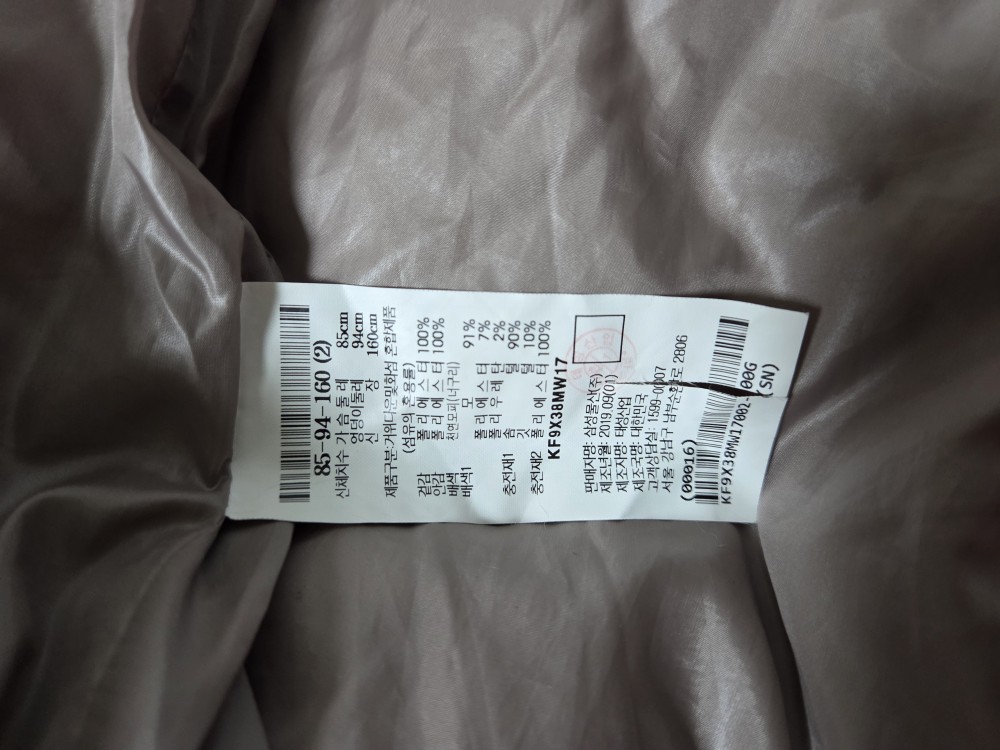 85-94-160 (2)
신체치수 가슴둘레 85cm
엉덩이둘레 94cm
신 장 160cm
제품구분:거위다운및화섬 혼합제품
(섬유의 혼용률)
겉감 폴리에스터 100%
안감 폴리에스터 100%
배색 천연모피(너구리)
배색1 모 91%
폴리에스터 7%
폴리우레탄 2%
충전재1 솜털 90%
깃털 10%
충전재2 폴리에스터 100%
KF9X38MW17
판매자명: 삼성물산(주)
제조년월: 2019.09(01)
제조자명: 태성산업
제조국명: 대한민국
고객상담실: 1599-0007
서울 강남구 남부순환로 2806
(00016)
KF9X38MW17002-
00G
(SN)